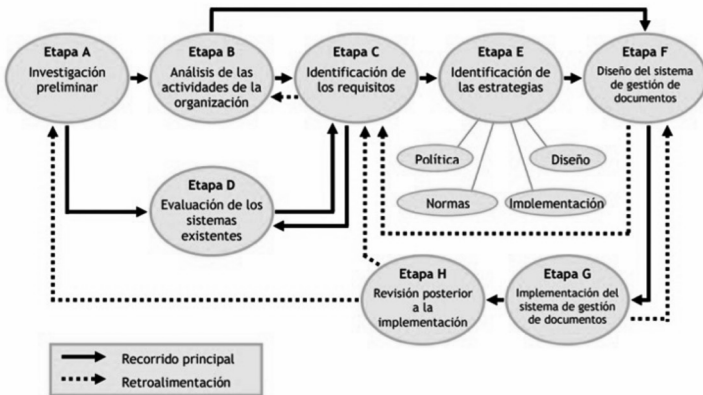 Etapa A
Investigación
preliminar
Etapa B
Análisis de las
actividades de la
organización
Etapa C
Identificación de
los requisitos
Etapa E
Identificación de
las estrategias
Etapa F
Diseño del sistema
de gestión de
documentos
Política
Diseño
Normas
Implementación
Etapa D
Evaluación de los
sistemas
existentes
Etapa H
Revisión posterior
a la
implementación
Etapa G
Implementación del
sistema de gestión
de documentos
Recorrido principal
Retroalimentación